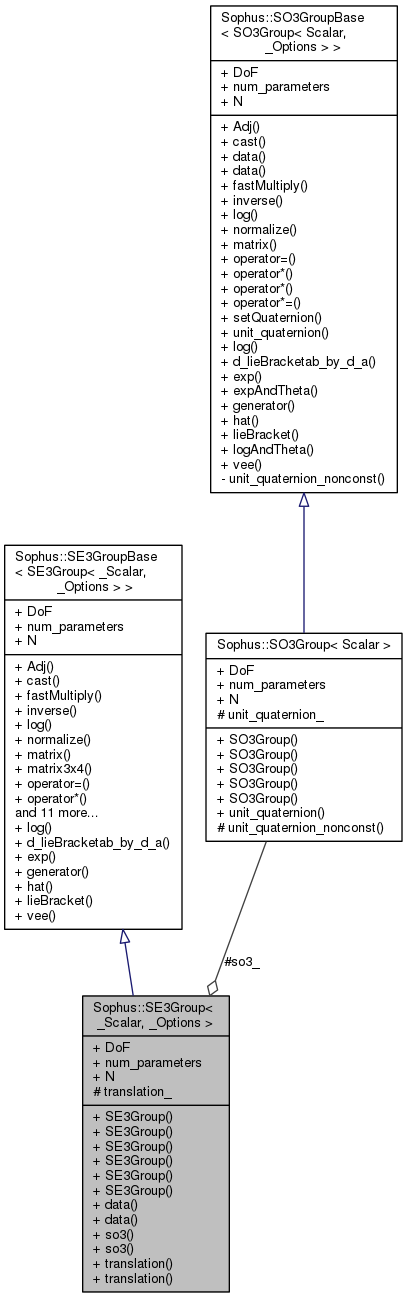 Sophus::SO3GroupBase
< SO3Group< Scalar,
_Options > >
+ DoF
+ num_parameters
+ N
+ Adj()
+ cast()
+ data()
+ data()
+ fastMultiply()
+ inverse()
+ log()
+ normalize()
+ matrix()
+ operator=()
+ operator*()
+ operator*()
+ operator*=()
+ setQuaternion()
+ unit_quaternion()
+ log()
+ d_lieBracketab_by_d_a()
+ exp()
+ expAndTheta()
+ generator()
+ hat()
+ lieBracket()
+ logAndTheta()
+ vee()
- unit_quaternion_nonconst()
Sophus::SE3GroupBase
< SE3Group< _Scalar,
_Options > >
+ DoF
+ num_parameters
+ N
+ Adj()
+ cast()
+ fastMultiply()
+ inverse()
+ log()
+ normalize()
+ matrix()
+ matrix3x4()
+ operator=()
+ operator*()
and 11 more...
+ log()
+ d_lieBracketab_by_d_a()
+ exp()
+ generator()
+ hat()
+ lieBracket()
+ vee()
Sophus::SO3Group< Scalar >
+ DoF
+ num_parameters
+ N
# unit_quaternion_
+ SO3Group()
+ SO3Group()
+ SO3Group()
+ SO3Group()
+ SO3Group()
+ unit_quaternion()
# unit_quaternion_nonconst()
#so3_
Sophus::SE3Group<
_Scalar, _Options >
+ DoF
+ num_parameters
+ N
# translation_
+ SE3Group()
+ SE3Group()
+ SE3Group()
+ SE3Group()
+ SE3Group()
+ SE3Group()
+ data()
+ data()
+ so3()
+ so3()
+ translation()
+ translation()